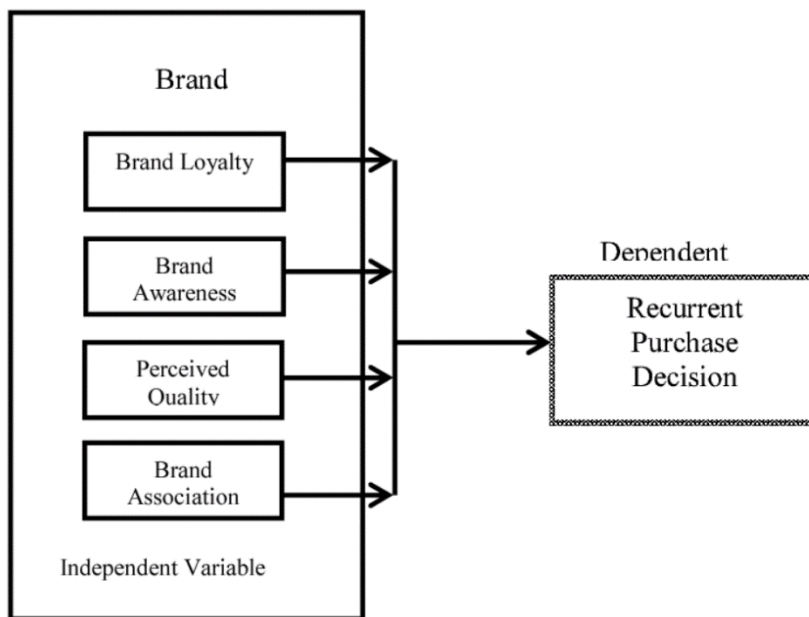 Brand
Brand Loyalty
Brand
Awareness
Perceived
Quality
Brand
Association
Independent Variable
Dependent
Recurrent
Purchase
Decision